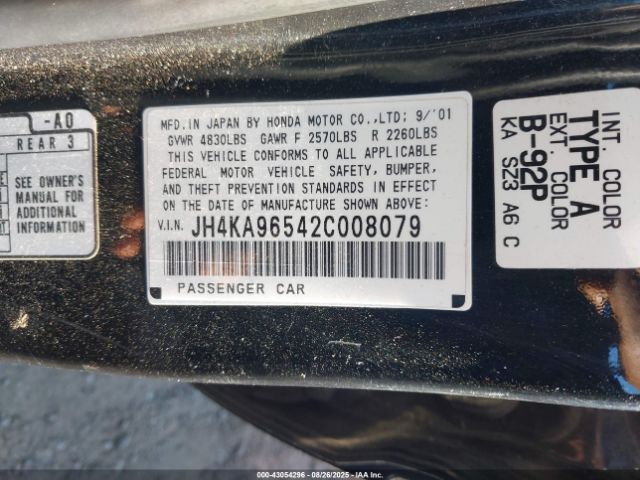 -A0
REAR 3
SEE OWNER'S
MANUAL FOR
ADDITIONAL
INFORMATION
MFD.IN JAPAN BY HONDA MOTOR CO.,LTD; 9/'01
GVWR 4830LBS GAWR F 2570LBS R 2260LBS
THIS VEHICLE CONFORMS TO ALL APPLICABLE
FEDERAL MOTOR VEHICLE SAFETY, BUMPER,
AND THEFT PREVENTION STANDARDS IN EFFECT
ON THE DATE OF MANUFACTURE SHOWN ABOVE:
V.I.N. JH4KA96542C008079
PASSENGER CAR
INT. COLOR
TYPE A
EXT. COLOR
B-92P
KA SZ3 A6 C
000-43054296 - 08/26/2025 - IAAI.com